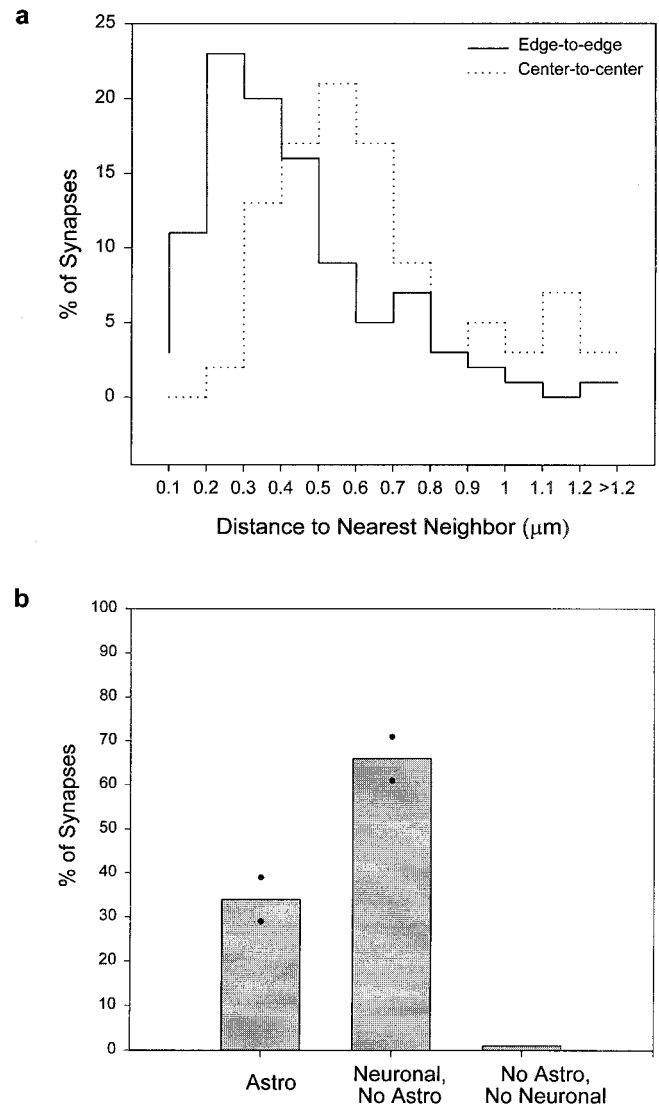 a
25
20
15
10
5
0
% of Synapses
Edge-to-edge
Center-to-center
0.1 0.2 0.3 0.4 0.5 0.6 0.7 0.8 0.9 1 1.1 1.2 >1.2
Distance to Nearest Neighbor (μm)
b
100
90
80
70
60
50
40
30
20
10
0
% of Synapses
Astro
Neuronal,
No Astro
No Astro,
No Neuronal